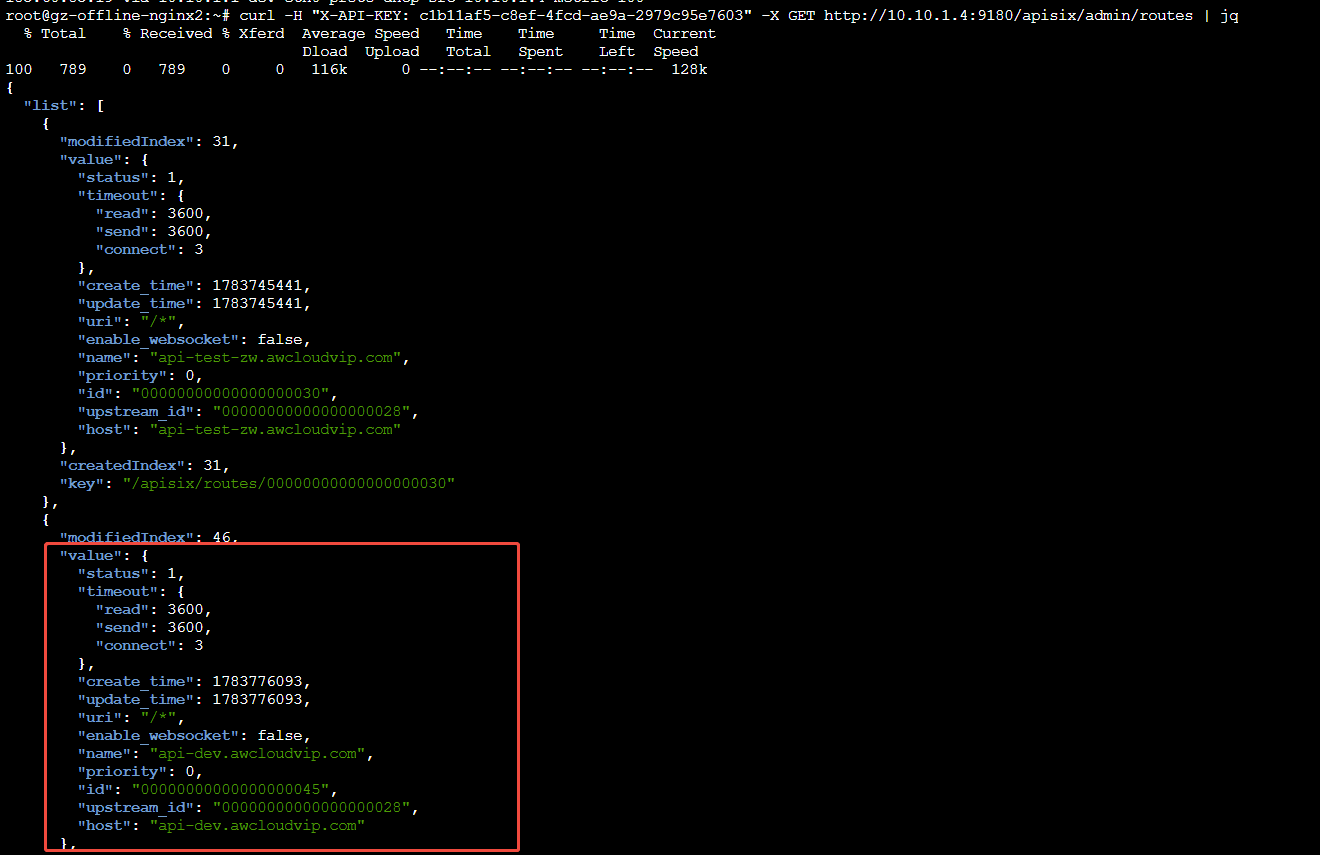 root@gz-offline-nginx2:~# curl -H "X-API-KEY: c1b11af5-c8ef-4fcd-ae9a-2979c95e7603" -X GET http://10.10.1.4:9180/apisix/admin/routes | jq
  % Total    % Received % Xferd  Average Speed   Time    Time     Time  Current
                                 Dload  Upload   Total   Spent    Left  Speed
100   789    0   789    0     0   116k      0 --:--:-- --:--:-- --:--:--  128k
{
  "list": [
    {
      "modifiedIndex": 31,
      "value": {
        "status": 1,
        "timeout": {
          "read": 3600,
          "send": 3600,
          "connect": 3
        },
        "create_time": 1783745441,
        "update_time": 1783745441,
        "uri": "/*",
        "enable_websocket": false,
        "name": "api-test-zw.awcloudvip.com",
        "priority": 0,
        "id": "00000000000000000030",
        "upstream_id": "00000000000000000028",
        "host": "api-test-zw.awcloudvip.com"
      },
      "createdIndex": 31,
      "key": "/apisix/routes/00000000000000000030"
    },
    {
      "modifiedIndex": 46,
      "value": {
        "status": 1,
        "timeout": {
          "read": 3600,
          "send": 3600,
          "connect": 3
        },
        "create_time": 1783776093,
        "update_time": 1783776093,
        "uri": "/*",
        "enable_websocket": false,
        "name": "api-dev.awcloudvip.com",
        "priority": 0,
        "id": "00000000000000000045",
        "upstream_id": "00000000000000000028",
        "host": "api-dev.awcloudvip.com"
      },